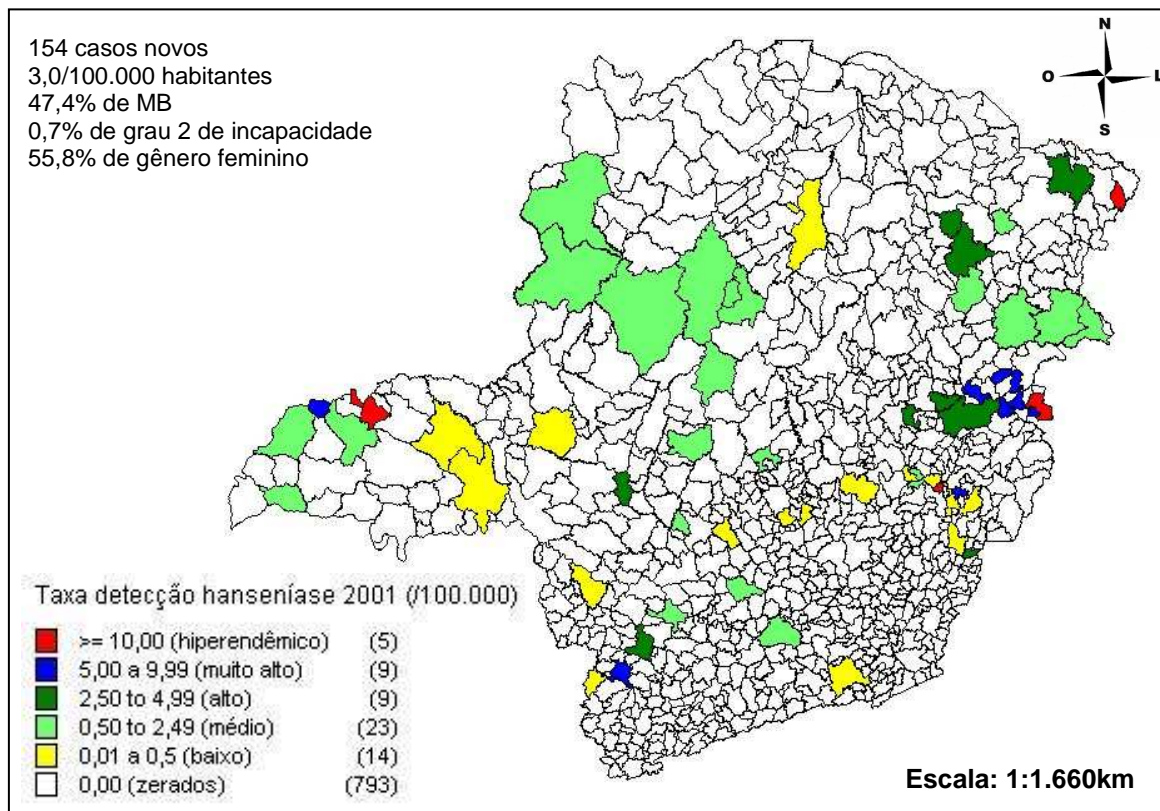 154 casos novos
3,0/100.000 habitantes
47,4% de MB
0,7% de grau 2 de incapacidade
55,8% de gênero feminino
N
O L
S
Taxa detecção hanseníase 2001 (/100.000)
>= 10,00 (hiperendêmico) (5)
5,00 a 9,99 (muito alto) (9)
2,50 to 4,99 (alto) (9)
0,50 to 2,49 (médio) (23)
0,01 a 0,5 (baixo) (14)
0,00 (zerados) (793)
Escala: 1:1.660km